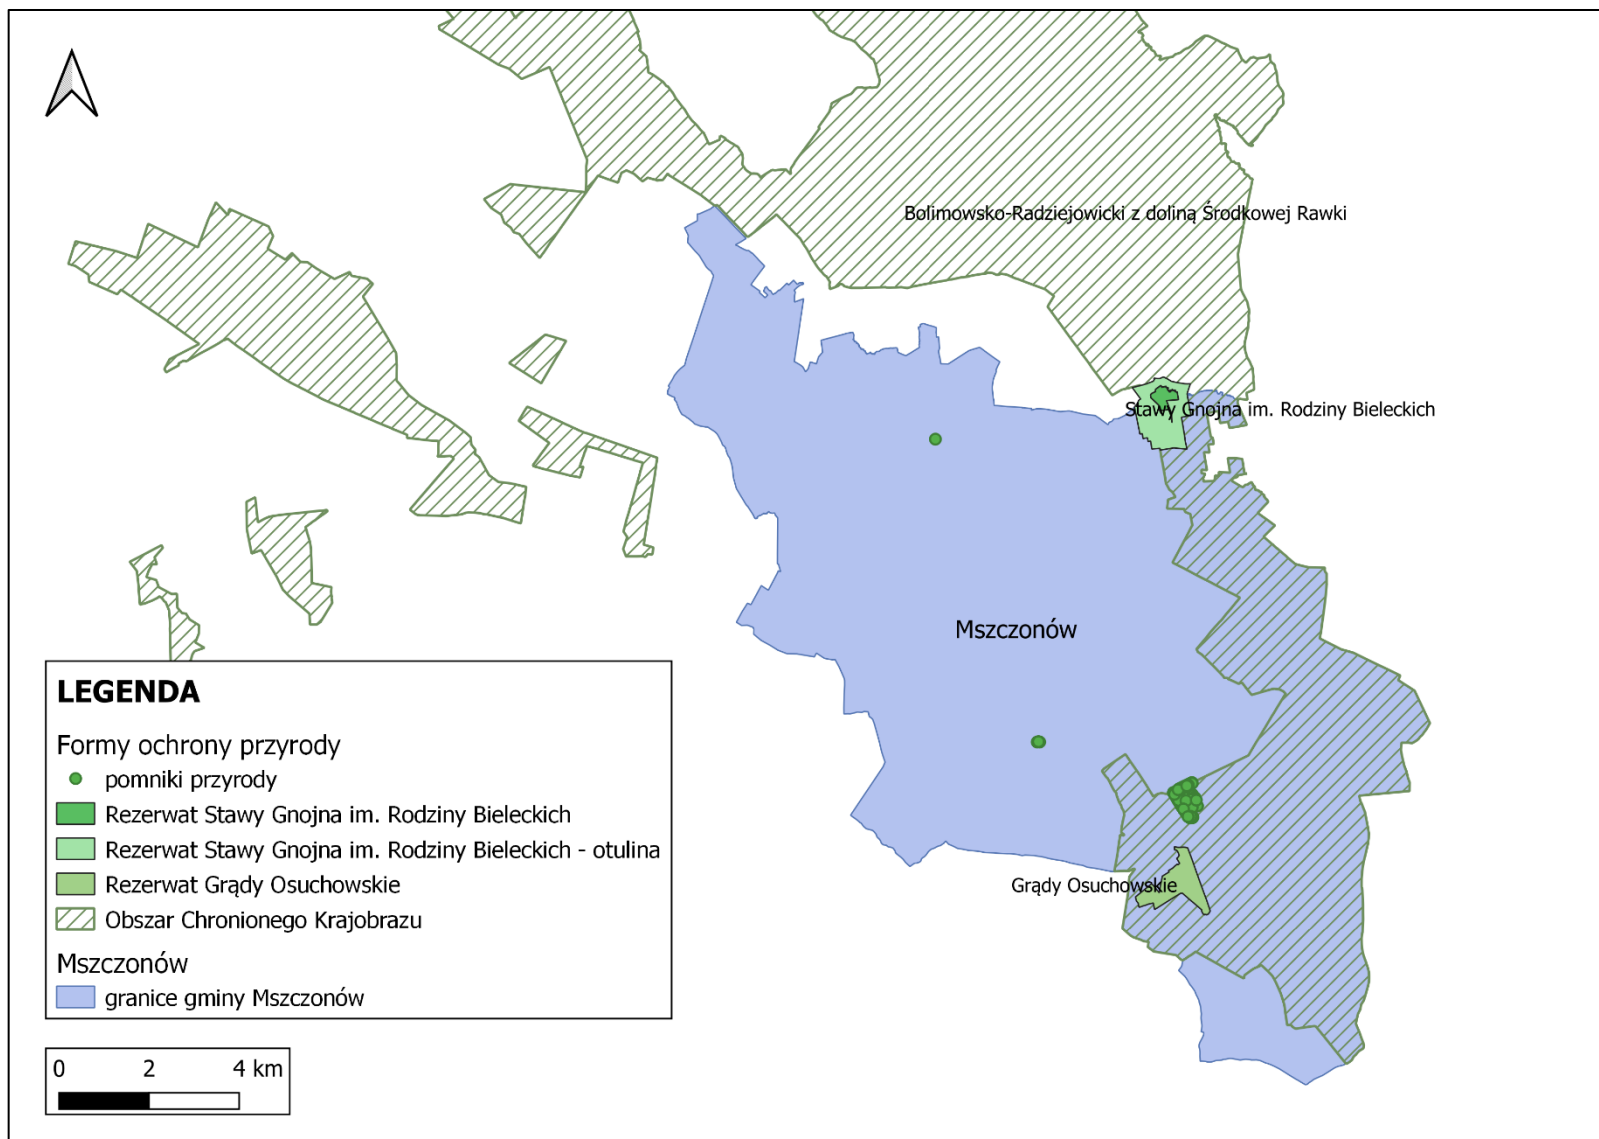 Bolimowsko-Radziejowicki z doliną Środkowej Rawki
Stawy Gnojna im. Rodziny Bieleckich
Mszczonów
Grądy Osuchowskie
LEGENDA
Formy ochrony przyrody
pomniki przyrody
Rezerwat Stawy Gnojna im. Rodziny Bieleckich
Rezerwat Stawy Gnojna im. Rodziny Bieleckich - otulina
Rezerwat Grądy Osuchowskie
Obszar Chronionego Krajobrazu
Mszczonów
granice gminy Mszczonów
0 2 4 km